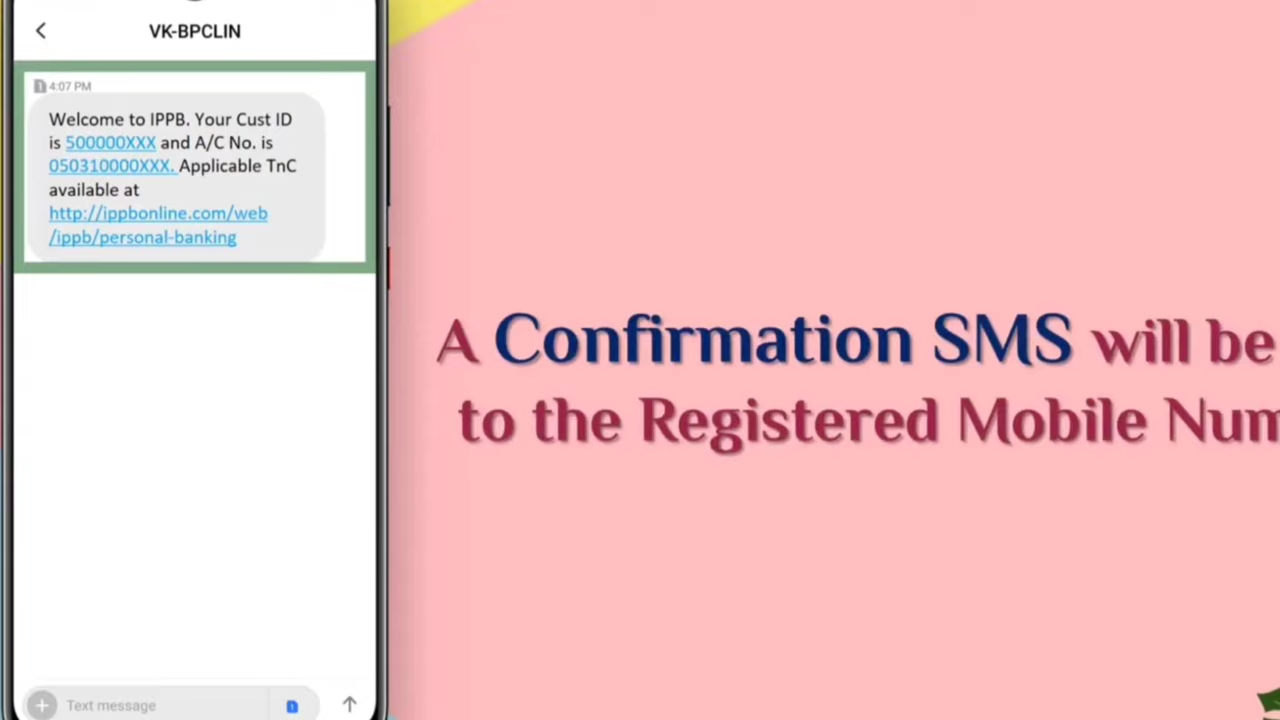 VK-BPCLIN
1 4:07 PM
Welcome to IPPB. Your Cust ID
is 500000XXX and A/C No. is
050310000XXX. Applicable TnC
available at
http://ippbonline.com/web
/ippb/personal-banking
A Confirmation SMS will be
to the Registered Mobile Num
Text message
1